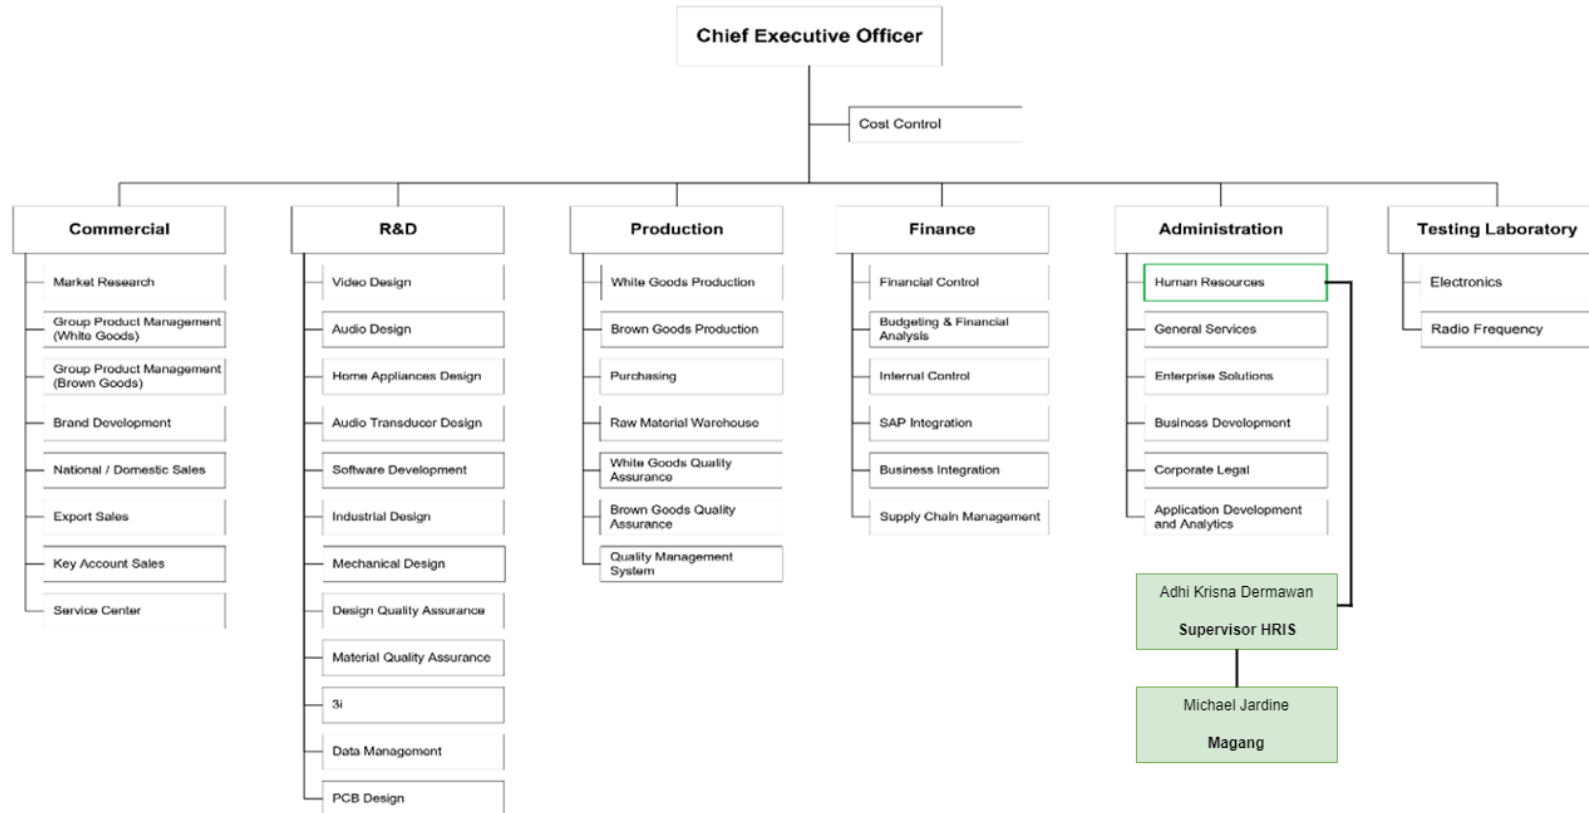 Chief Executive Officer
Cost Control
Commercial
Market Research
Group Product Management
(White Goods)
Group Product Management
(Brown Goods)
Brand Development
National / Domestic Sales
Export Sales
Key Account Sales
Service Center
R&D
Video Design
Audio Design
Home Appliances Design
Audio Transducer Design
Software Development
Industrial Design
Mechanical Design
Design Quality Assurance
Material Quality Assurance
3i
Data Management
PCB Design
Production
White Goods Production
Brown Goods Production
Purchasing
Raw Material Warehouse
White Goods Quality
Assurance
Brown Goods Quality
Assurance
Quality Management
System
Finance
Financial Control
Budgeting & Financial
Analysis
Internal Control
SAP Integration
Business Integration
Supply Chain Management
Administration
Human Resources
General Services
Enterprise Solutions
Business Development
Corporate Legal
Application Development
and Analytics
Adhi Krisna Dermawan
Supervisor HRIS
Michael Jardine
Magang
Testing Laboratory
Electronics
Radio Frequency